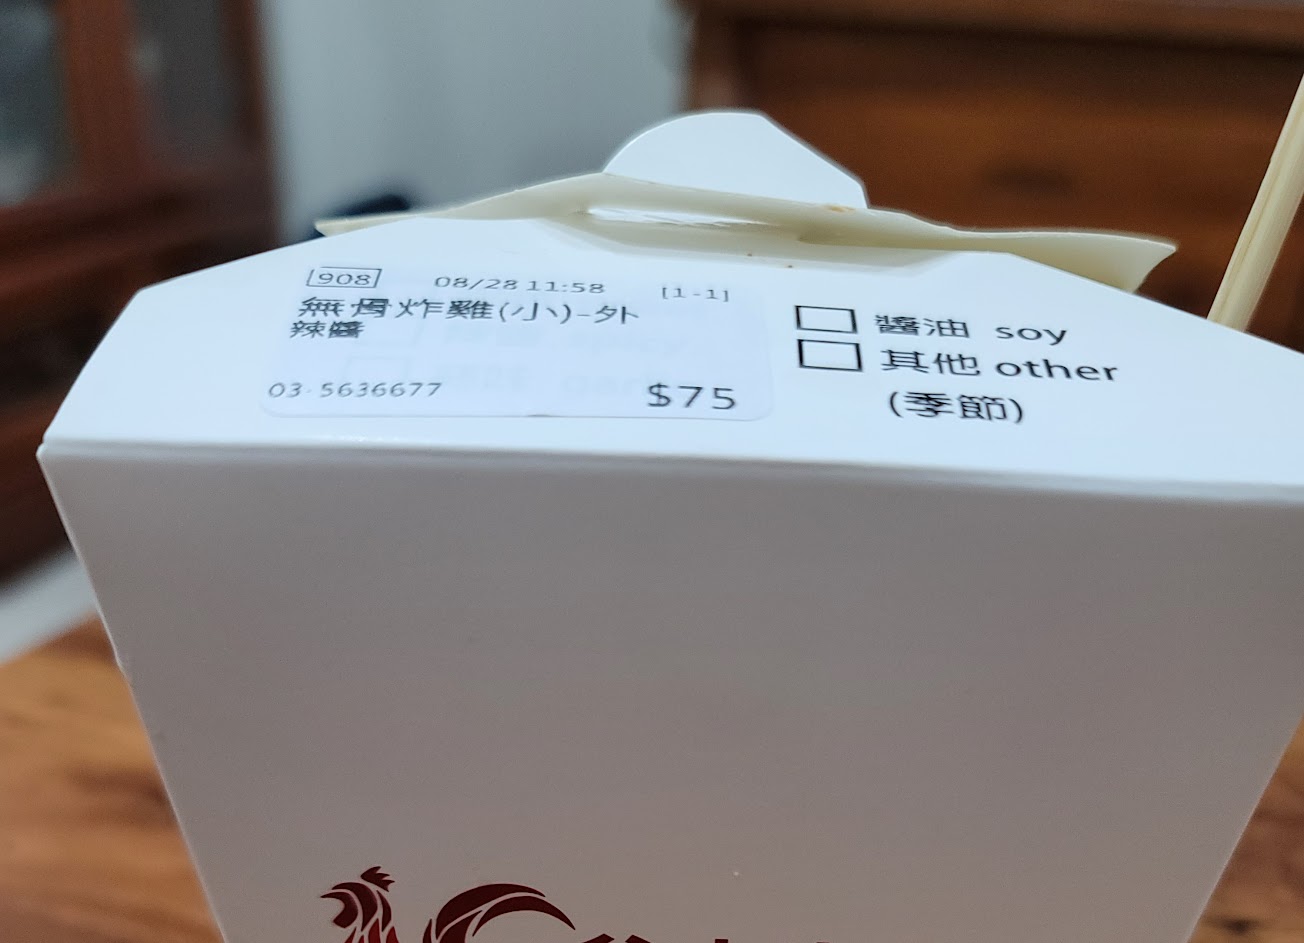 908 08/28 11:58 [1-1]
無骨炸雞(小)-外
辣醬
03-5636677 $75
醬油 soy
其他 other
(季節)